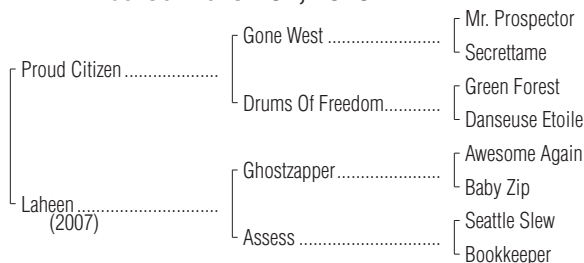 Mr. Prospector
Gone West
Secrettame
Proud Citizen
Green Forest
Drums Of Freedom
Danseuse Etoile
Awesome Again
Ghostzapper
Baby Zip
Laheen
(2007)
Seattle Slew
Assess
Bookkeeper